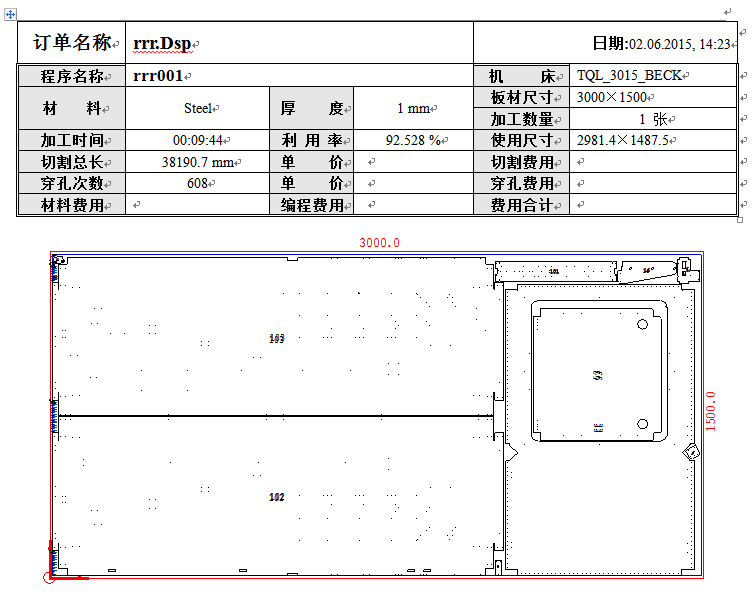 订单名称 rrr.Dsp 日期:02.06.2015, 14:23
程序名称 rrr001 机 床 TQL_3015_BECK
材 料 Steel 厚 度 1 mm 板材尺寸 3000×1500
加工数量 1 张
加工时间 00:09:44 利 用 率 92.528 % 使用尺寸 2981.4×1487.5
切割总长 38190.7 mm 单 价 切割费用
穿孔次数 608 单 价 穿孔费用
材料费用 编程费用 费用合计
3000.0
101
103
1500.0
102